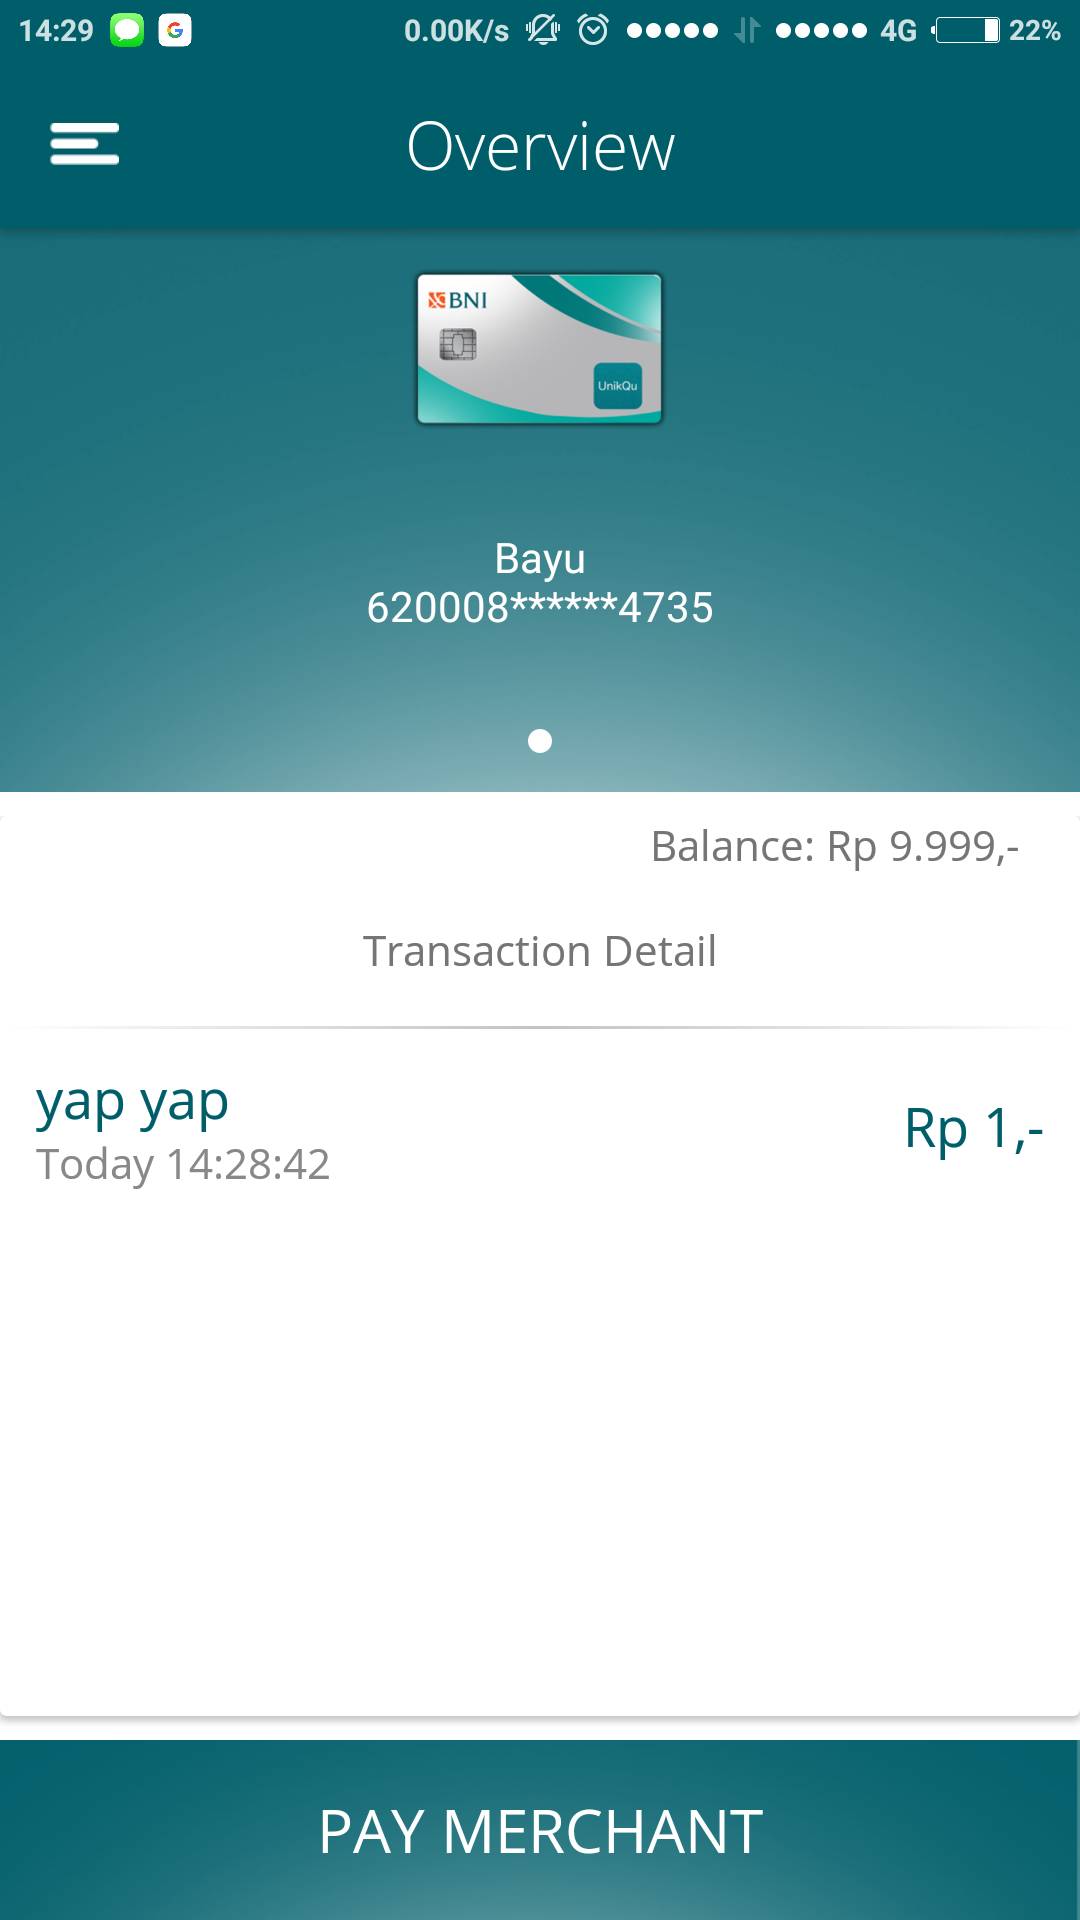 14:29 0.00K/s 4G 22%
Overview
BNI
UnikQu
Bayu
620008******4735
Balance: Rp 9.999,-
Transaction Detail
yap yap
Rp 1,-
Today 14:28:42
PAY MERCHANT